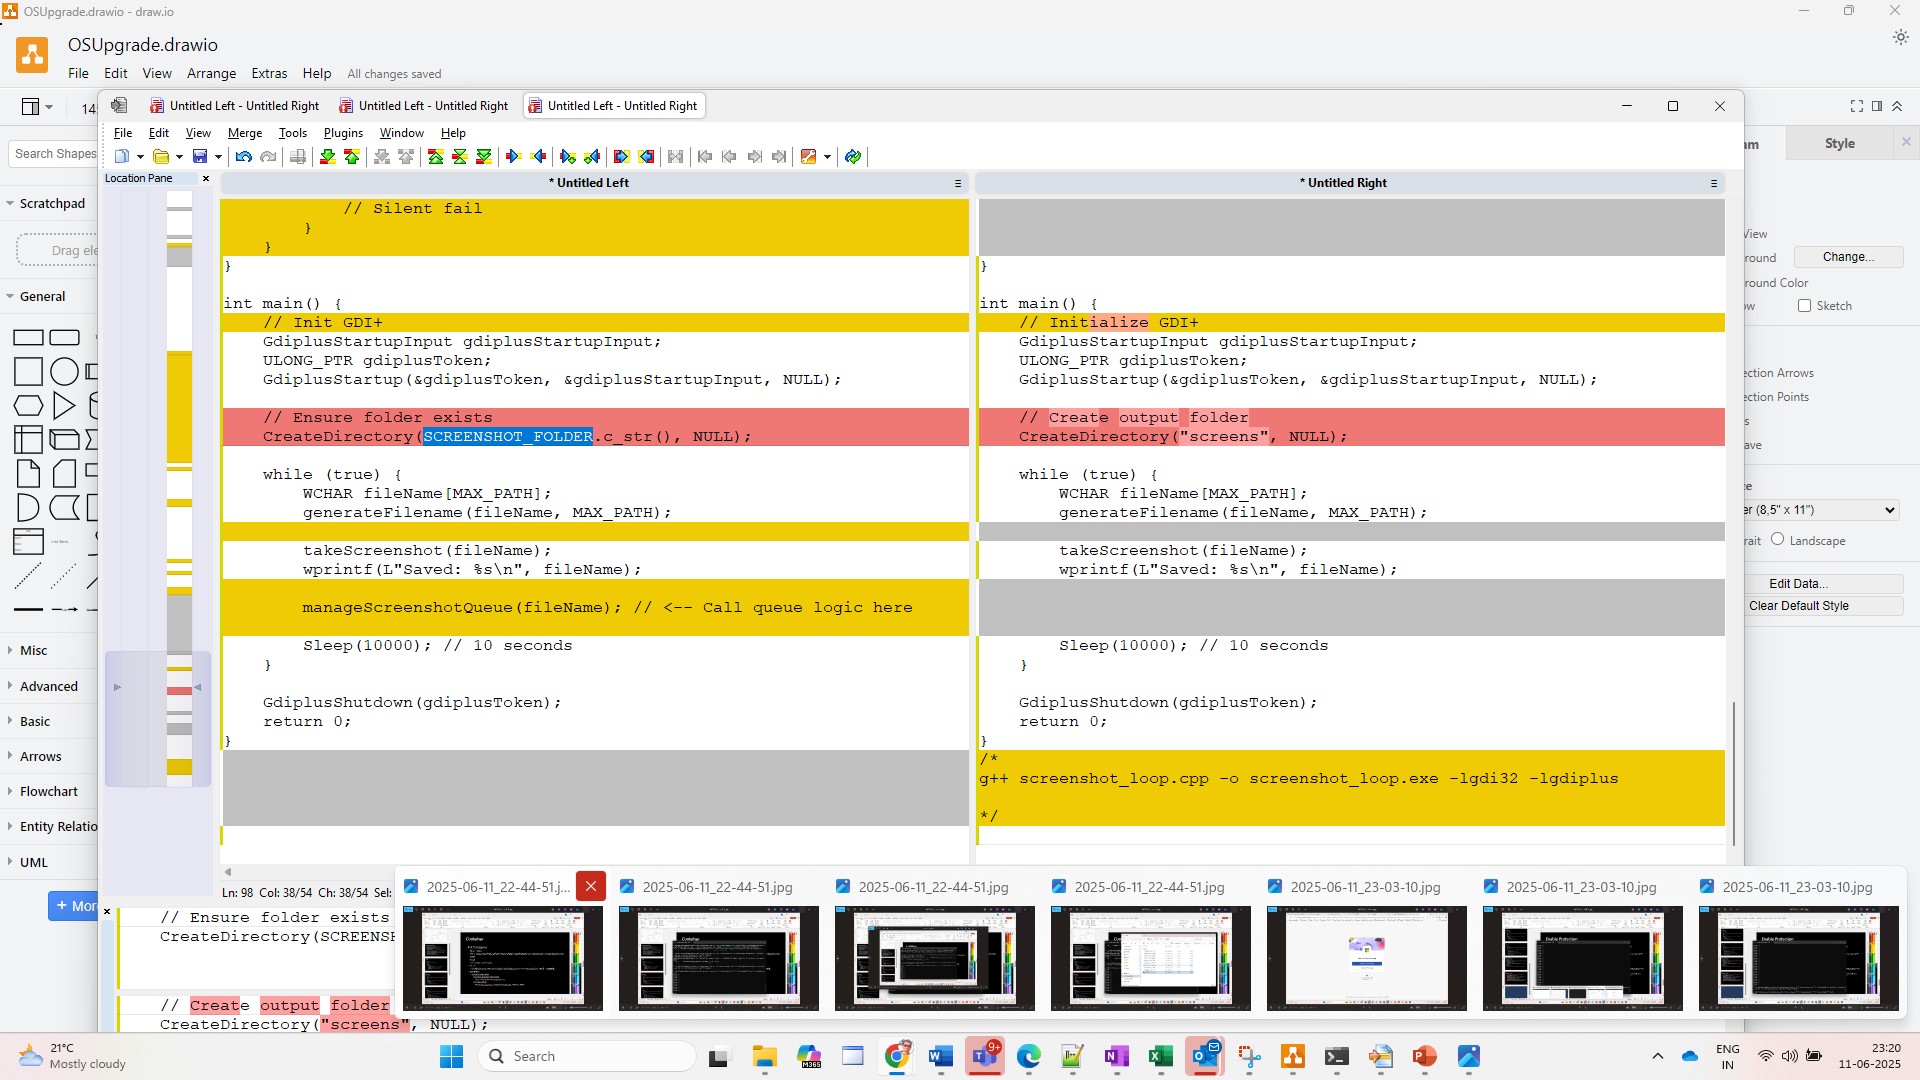 OSUpgrade.drawio - draw.io
OSUpgrade.drawio
File Edit View Arrange Extras Help All changes saved
14
Search Shapes
Scratchpad
Drag ele
General
Misc
Advanced
Basic
Arrows
Flowchart
Entity Relatio
UML
+ Mor
Untitled Left - Untitled Right
Untitled Left - Untitled Right
Untitled Left - Untitled Right
File Edit View Merge Tools Plugins Window Help
Location Pane
* Untitled Left
// Silent fail
}
}
}
int main() {
// Init GDI+
GdiplusStartupInput gdiplusStartupInput;
ULONG_PTR gdiplusToken;
GdiplusStartup(&gdiplusToken, &gdiplusStartupInput, NULL);
// Ensure folder exists
CreateDirectory(SCREENSHOT_FOLDER.c_str(), NULL);
while (true) {
WCHAR fileName[MAX_PATH];
generateFilename(fileName, MAX_PATH);
takeScreenshot(fileName);
wprintf(L"Saved: %s\n", fileName);
manageScreenshotQueue(fileName); // <-- Call queue logic here
Sleep(10000); // 10 seconds
}
GdiplusShutdown(gdiplusToken);
return 0;
}
* Untitled Right
}
int main() {
// Initialize GDI+
GdiplusStartupInput gdiplusStartupInput;
ULONG_PTR gdiplusToken;
GdiplusStartup(&gdiplusToken, &gdiplusStartupInput, NULL);
// Create output folder
CreateDirectory("screens", NULL);
while (true) {
WCHAR fileName[MAX_PATH];
generateFilename(fileName, MAX_PATH);
takeScreenshot(fileName);
wprintf(L"Saved: %s\n", fileName);
Sleep(10000); // 10 seconds
}
GdiplusShutdown(gdiplusToken);
return 0;
}
/*
g++ screenshot_loop.cpp -o screenshot_loop.exe -lgdi32 -lgdiplus
*/
Ln: 98 Col: 38/54 Ch: 38/54 Sel:
// Ensure folder exists
CreateDirectory(SCREENSH
// Create output folder
CreateDirectory("screens", NULL);
am
Style
View
round
Change...
round Color
ow
Sketch
ection Arrows
ection Points
s
ave
ze
er (8,5" x 11")
rait
Landscape
Edit Data...
Clear Default Style
2025-06-11_22-44-51.j...
2025-06-11_22-44-51.jpg
2025-06-11_22-44-51.jpg
2025-06-11_22-44-51.jpg
2025-06-11_23-03-10.jpg
2025-06-11_23-03-10.jpg
2025-06-11_23-03-10.jpg
Container
Container
Enable Protection
Enable Protection
21°C
Mostly cloudy
Search
M365
9+
ENG
IN
23:20
11-06-2025